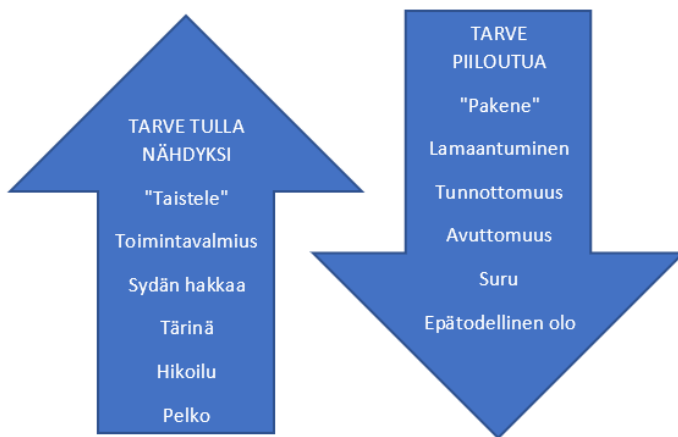 TARVE TULLA
NÄHDYKSI
"Taistele"
Toimintavalmius
Sydän hakkaa
Tärinä
Hikoilu
Pelko
TARVE
PIILOUTUA
"Pakene"
Lamaantuminen
Tunnottomuus
Avuttomuus
Suru
Epätodellinen olo